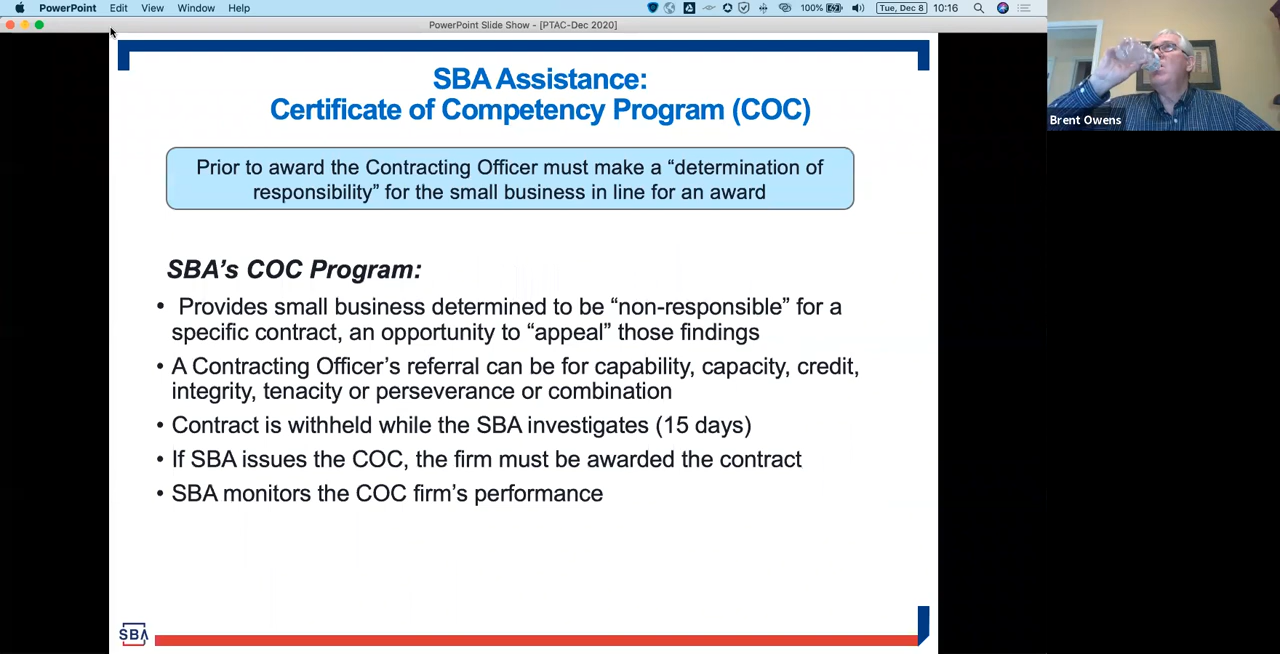 PowerPoint Edit View Window Help 100% Tue, Dec 8 10:16
PowerPoint Slide Show - [PTAC-Dec 2020]
SBA Assistance:
Certificate of Competency Program (COC)
Prior to award the Contracting Officer must make a “determination of
responsibility” for the small business in line for an award
SBA’s COC Program:
• Provides small business determined to be “non-responsible” for a
specific contract, an opportunity to “appeal” those findings
• A Contracting Officer’s referral can be for capability, capacity, credit,
integrity, tenacity or perseverance or combination
• Contract is withheld while the SBA investigates (15 days)
• If SBA issues the COC, the firm must be awarded the contract
• SBA monitors the COC firm’s performance
SBA
Brent Owens